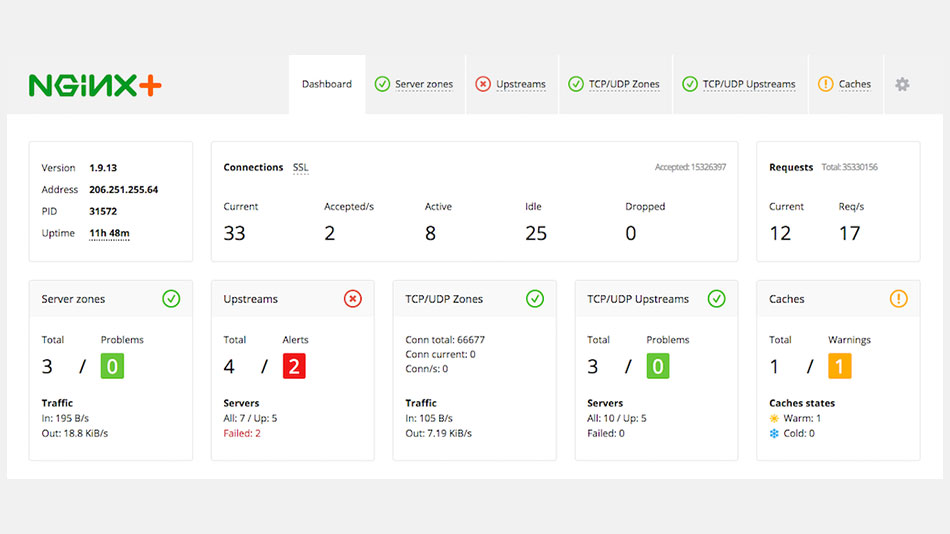 NGINX+
Dashboard
Server zones
Upstreams
TCP/UDP Zones
TCP/UDP Upstreams
Caches
Version 1.9.13
Address 206.251.255.64
PID 31572
Uptime 11h 48m
Connections SSL Accepted: 15326397
Current Accepted/s Active Idle Dropped
33 2 8 25 0
Requests Total: 35330156
Current Req/s
12 17
Server zones
Total Problems
3 / 0
Traffic
In: 195 B/s
Out: 18.8 KiB/s
Upstreams
Total Alerts
4 / 2
Servers
All: 7 / Up: 5
Failed: 2
TCP/UDP Zones
Conn total: 66677
Conn current: 0
Conn/s: 0
Traffic
In: 105 B/s
Out: 7.19 KiB/s
TCP/UDP Upstreams
Total Problems
3 / 0
Servers
All: 10 / Up: 5
Failed: 0
Caches
Total Warnings
1 / 1
Caches states
Warm: 1
Cold: 0